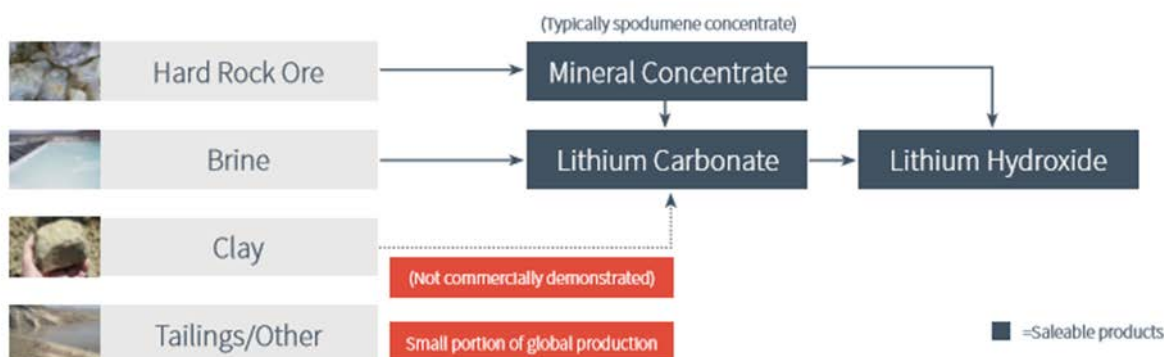 (Typically spodumene concentrate)
Hard Rock Ore
Mineral Concentrate
Brine
Lithium Carbonate
Lithium Hydroxide
Clay
(Not commercially demonstrated)
Tailings/Other
Small portion of global production
=Saleable products